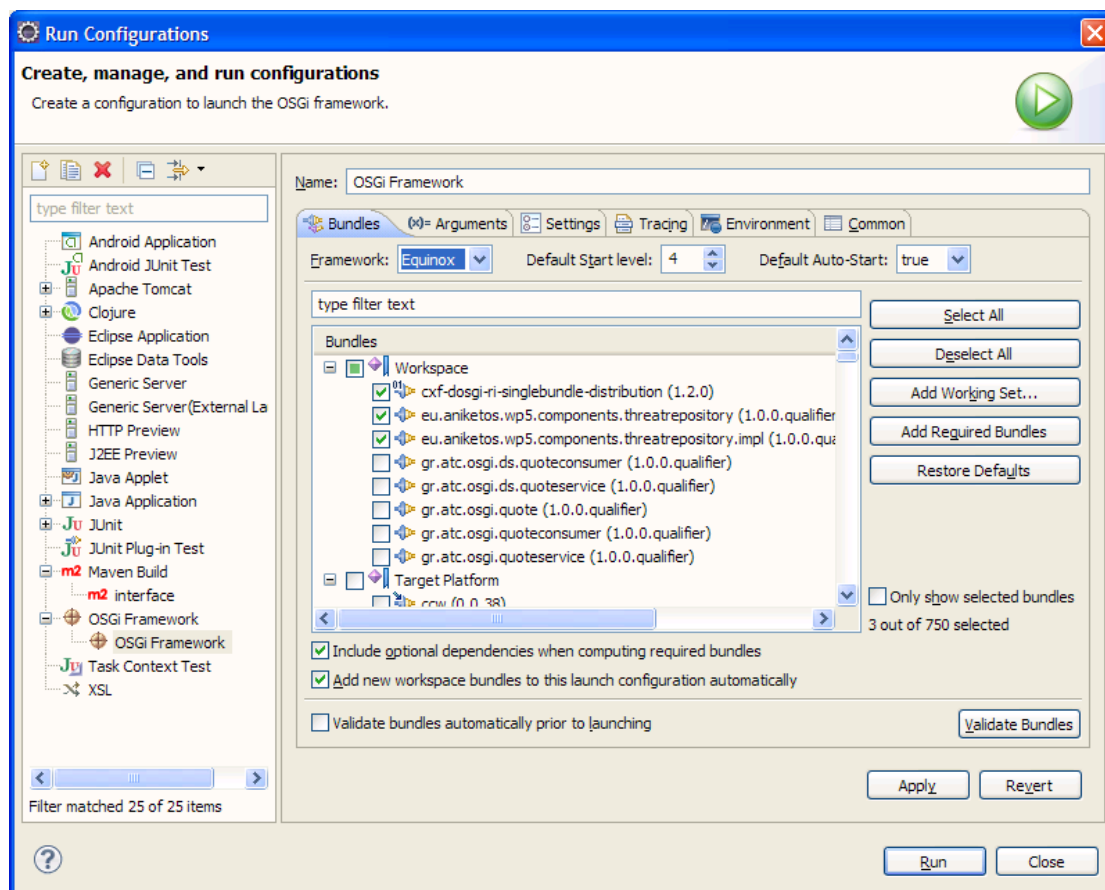 Run Configurations
Create, manage, and run configurations
Create a configuration to launch the OSGi framework.
type filter text
Android Application
Android JUnit Test
Apache Tomcat
Clojure
Eclipse Application
Eclipse Data Tools
Generic Server
Generic Server(External La
HTTP Preview
J2EE Preview
Java Applet
Java Application
JUnit
JUnit Plug-in Test
m2 Maven Build
m2 interface
OSGi Framework
OSGi Framework
Task Context Test
XSL
Filter matched 25 of 25 items
Name: OSGi Framework
Bundles (x)= Arguments Settings Tracing Environment Common
Framework: Equinox Default Start level: 4 Default Auto-Start: true
type filter text
Bundles
Workspace
cxf-dosgi-ri-singlebundle-distribution (1.2.0)
eu.aniketos.wp5.components.threatrepository (1.0.0.qualifier
eu.aniketos.wp5.components.threatrepository.impl (1.0.0.qua
gr.atc.osgi.ds.quoteconsumer (1.0.0.qualifier)
gr.atc.osgi.ds.quoteservice (1.0.0.qualifier)
gr.atc.osgi.quote (1.0.0.qualifier)
gr.atc.osgi.quoteconsumer (1.0.0.qualifier)
gr.atc.osgi.quoteservice (1.0.0.qualifier)
Target Platform
ccw (0.0.38)
Select All
Deselect All
Add Working Set...
Add Required Bundles
Restore Defaults
Only show selected bundles
3 out of 750 selected
Include optional dependencies when computing required bundles
Add new workspace bundles to this launch configuration automatically
Validate bundles automatically prior to launching
Validate Bundles
Apply Revert
Run Close